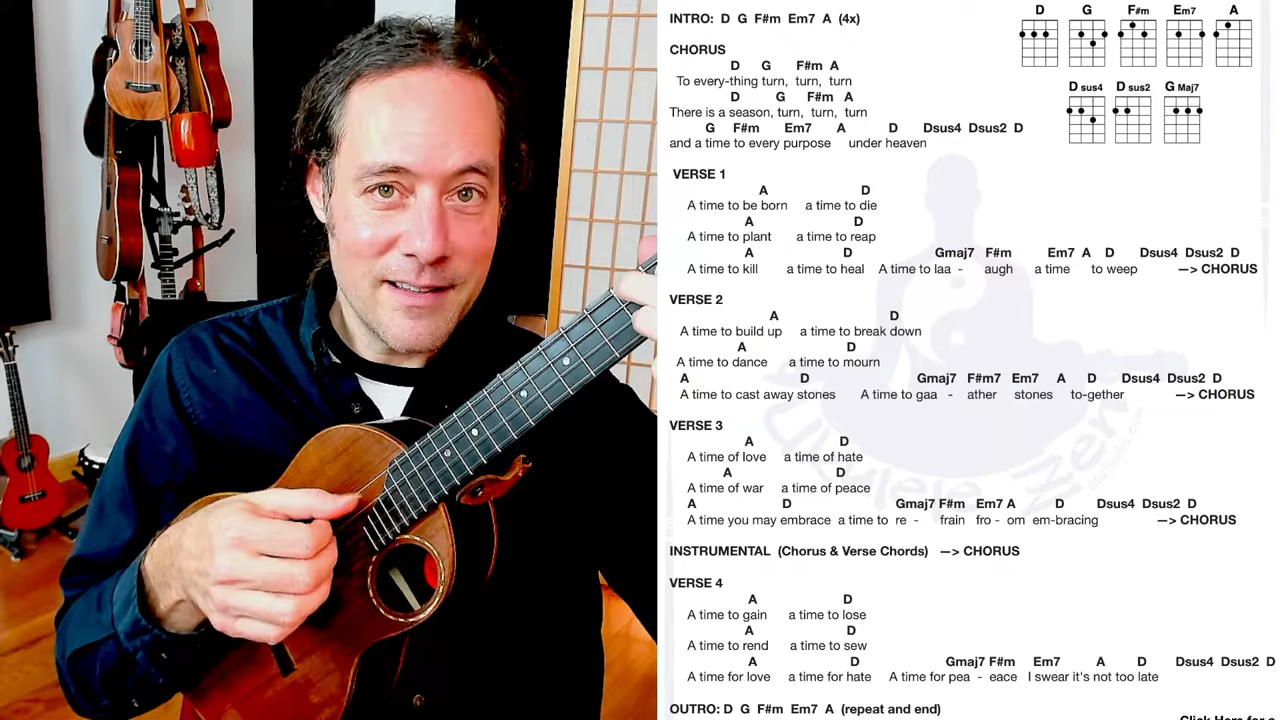 INTRO: D G F#m Em7 A (4x)
D G F#m Em7 A
CHORUS
D G F#m A
To every-thing turn, turn, turn
D sus4 D sus2 G Maj7
D G F#m A
There is a season, turn, turn, turn
G F#m Em7 A D Dsus4 Dsus2 D
and a time to every purpose under heaven
VERSE 1
A D
A time to be born a time to die
A D
A time to plant a time to reap
A D Gmaj7 F#m Em7 A D Dsus4 Dsus2 D
A time to kill a time to heal A time to laa - augh a time to weep —> CHORUS
VERSE 2
A D
A time to build up a time to break down
A D
A time to dance a time to mourn
A D Gmaj7 F#m7 Em7 A D Dsus4 Dsus2 D
A time to cast away stones A time to gaa - ather stones to-gether —> CHORUS
VERSE 3
A D
A time of love a time of hate
A D
A time of war a time of peace
A D Gmaj7 F#m Em7 A D Dsus4 Dsus2 D
A time you may embrace a time to re - frain fro - om em-bracing —> CHORUS
INSTRUMENTAL (Chorus & Verse Chords) —> CHORUS
VERSE 4
A D
A time to gain a time to lose
A D
A time to rend a time to sew
A D Gmaj7 F#m Em7 A D Dsus4 Dsus2 D
A time for love a time for hate A time for pea - eace I swear it's not too late
OUTRO: D G F#m Em7 A (repeat and end)